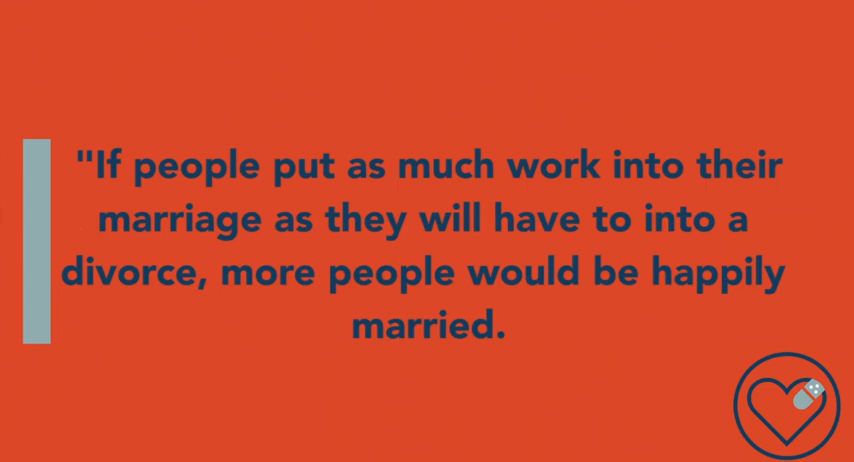 "If people put as much work into their
marriage as they will have to into a
divorce, more people would be happily
married.